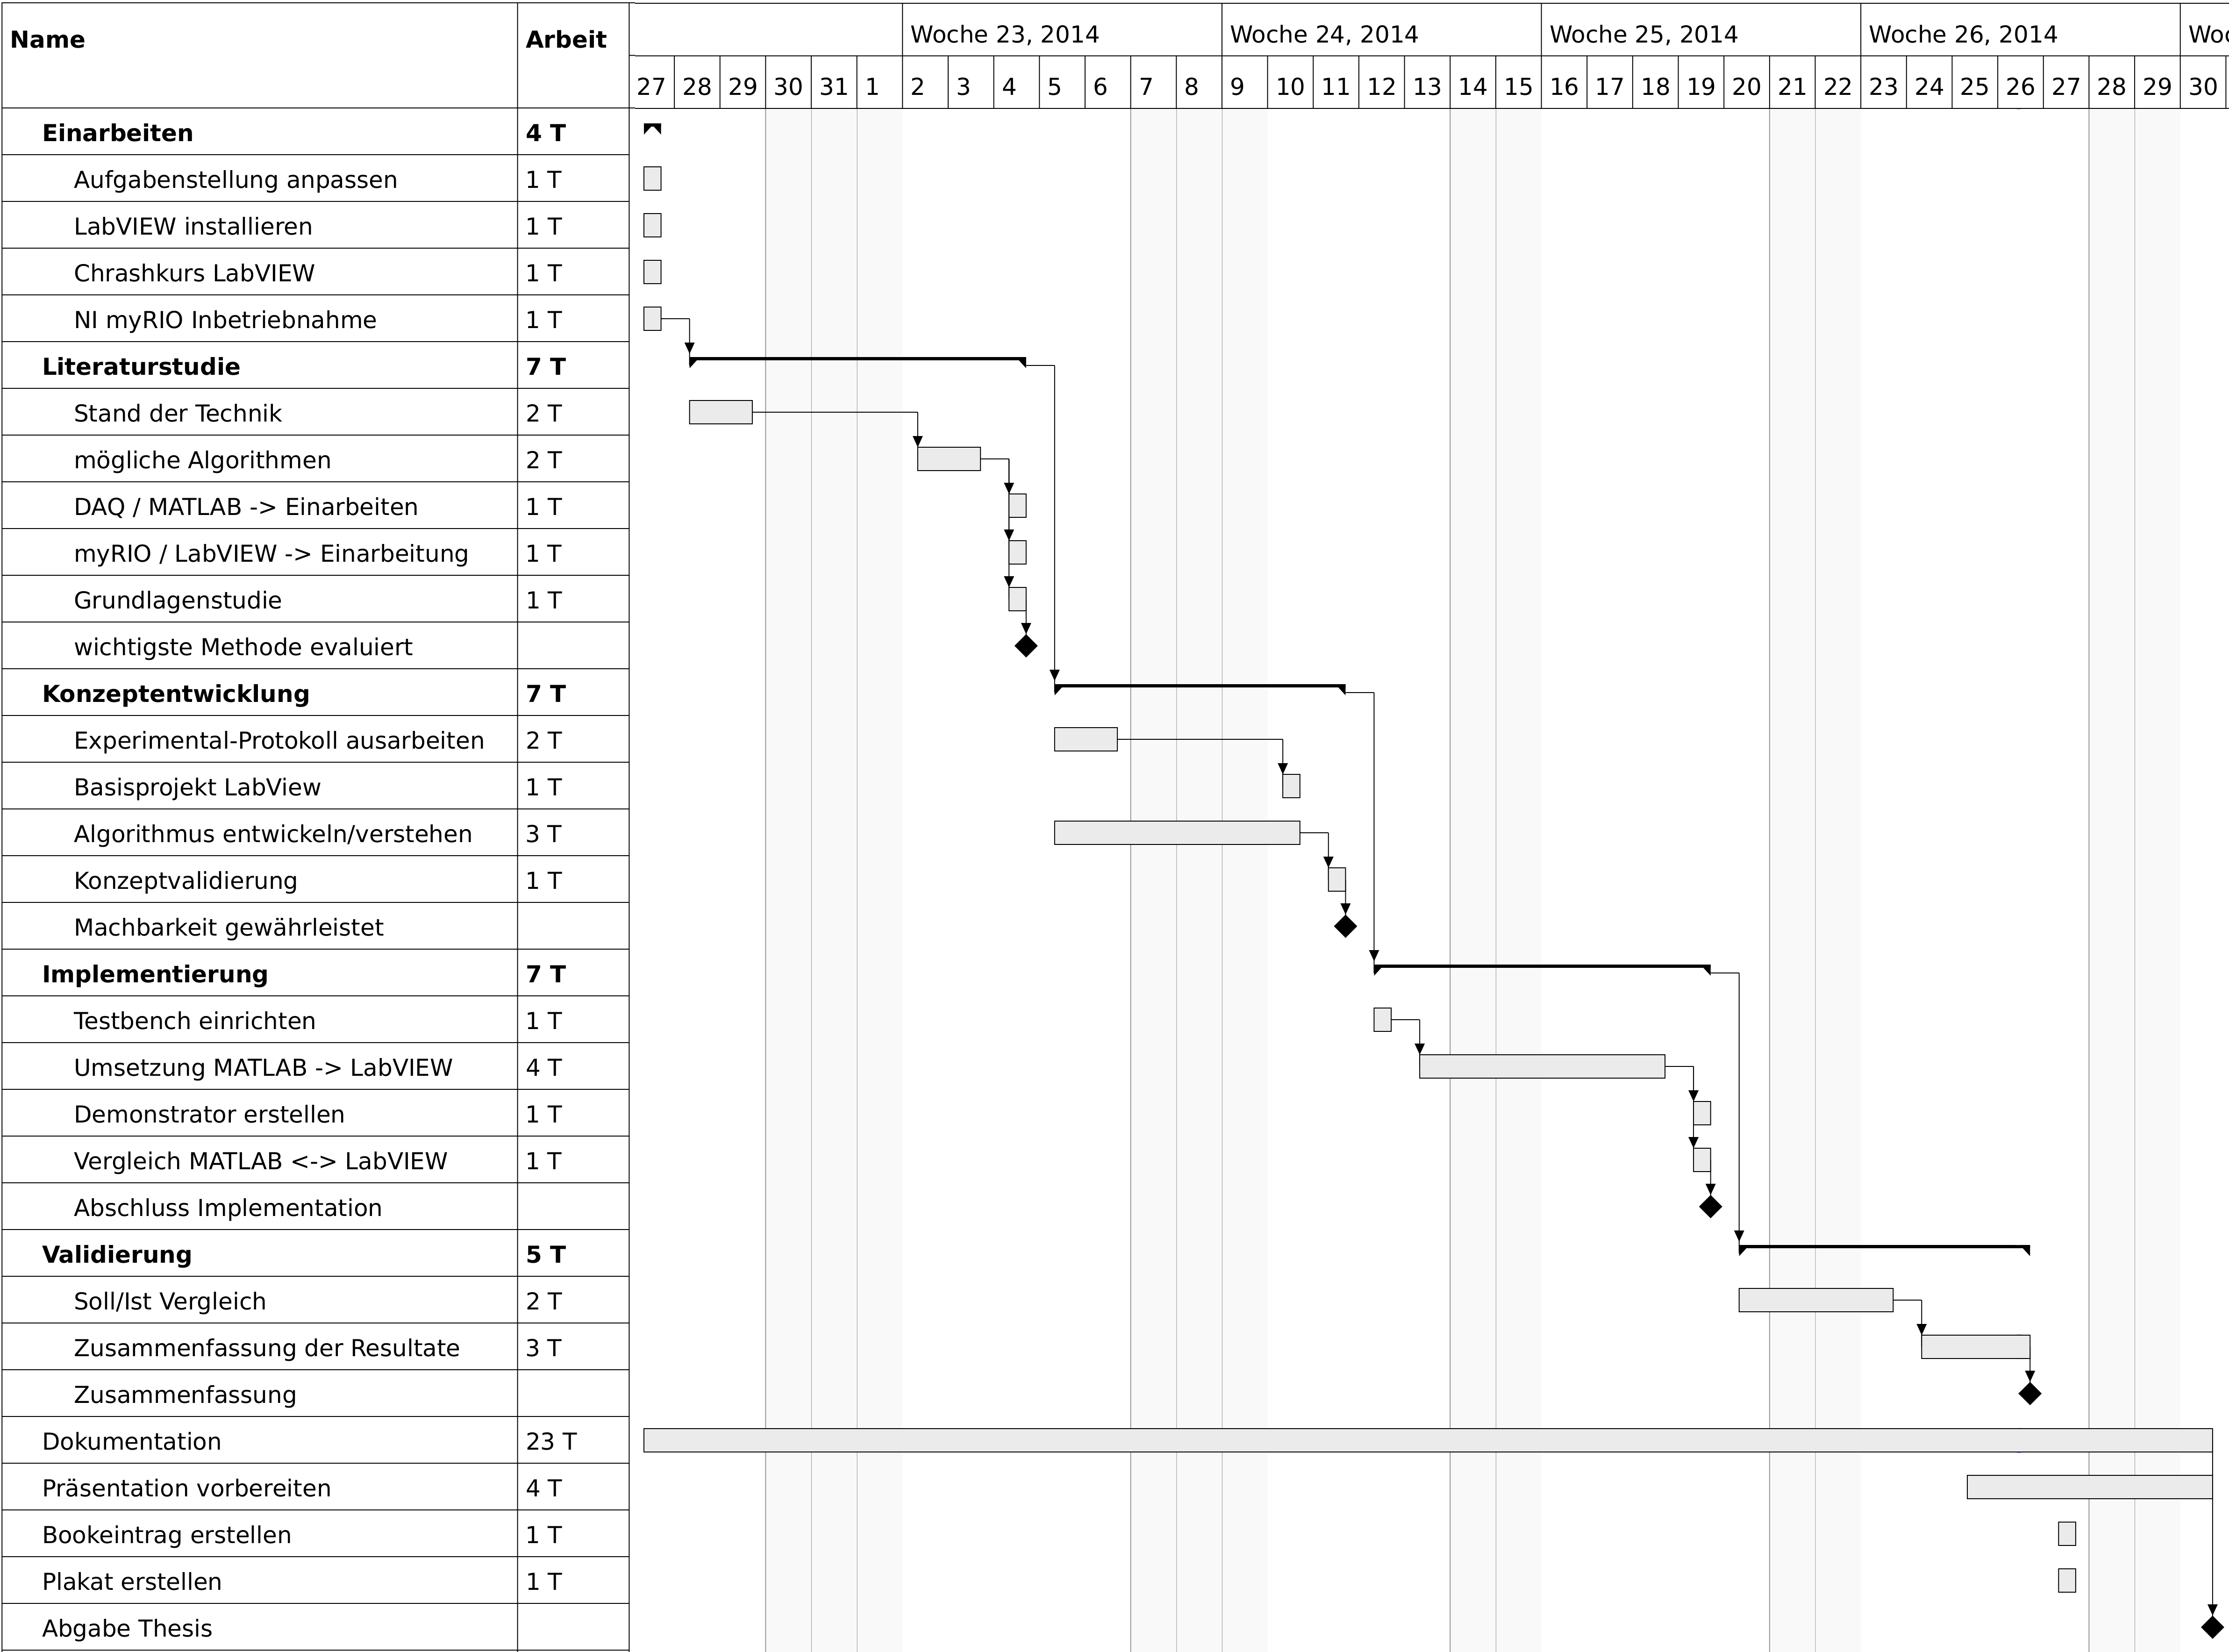 Name Arbeit Woche 23, 2014 Woche 24, 2014 Woche 25, 2014 Woche 26, 2014
27 28 29 30 31 1 2 3 4 5 6 7 8 9 10 11 12 13 14 15 16 17 18 19 20 21 22 23 24 25 26 27 28 29 30
Einarbeiten 4 T
Aufgabenstellung anpassen 1 T
LabVIEW installieren 1 T
Chrashkurs LabVIEW 1 T
NI myRIO Inbetriebnahme 1 T
Literaturstudie 7 T
Stand der Technik 2 T
mögliche Algorithmen 2 T
DAQ / MATLAB -> Einarbeiten 1 T
myRIO / LabVIEW -> Einarbeitung 1 T
Grundlagenstudie 1 T
wichtigste Methode evaluiert
Konzeptentwicklung 7 T
Experimental-Protokoll ausarbeiten 2 T
Basisprojekt LabView 1 T
Algorithmus entwickeln/verstehen 3 T
Konzeptvalidierung 1 T
Machbarkeit gewährleistet
Implementierung 7 T
Testbench einrichten 1 T
Umsetzung MATLAB -> LabVIEW 4 T
Demonstrator erstellen 1 T
Vergleich MATLAB <-> LabVIEW 1 T
Abschluss Implementation
Validierung 5 T
Soll/Ist Vergleich 2 T
Zusammenfassung der Resultate 3 T
Zusammenfassung
Dokumentation 23 T
Präsentation vorbereiten 4 T
Bookeintrag erstellen 1 T
Plakat erstellen 1 T
Abgabe Thesis